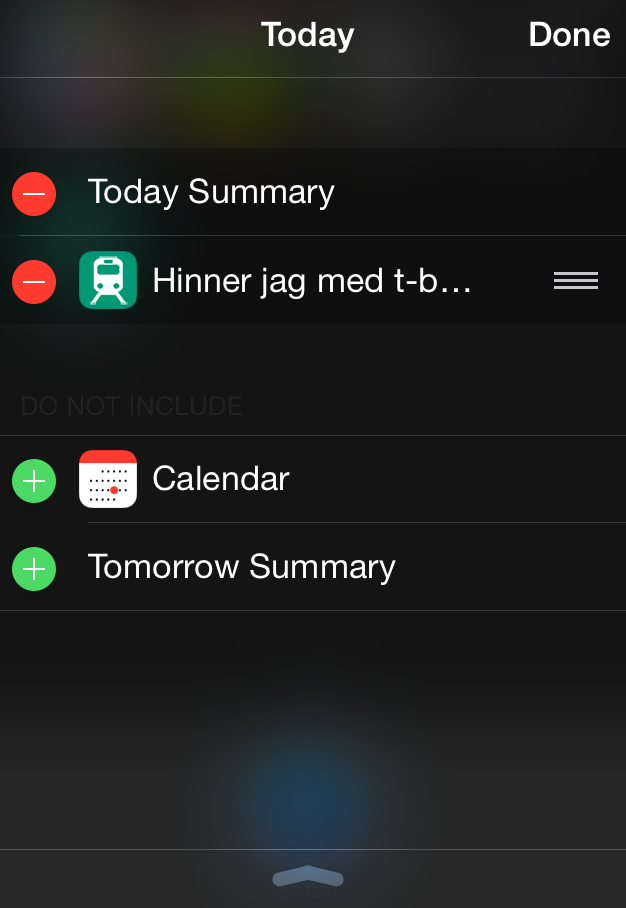 Today
Done
Today Summary
Hinner jag med t-b…
DO NOT INCLUDE
Calendar
Tomorrow Summary